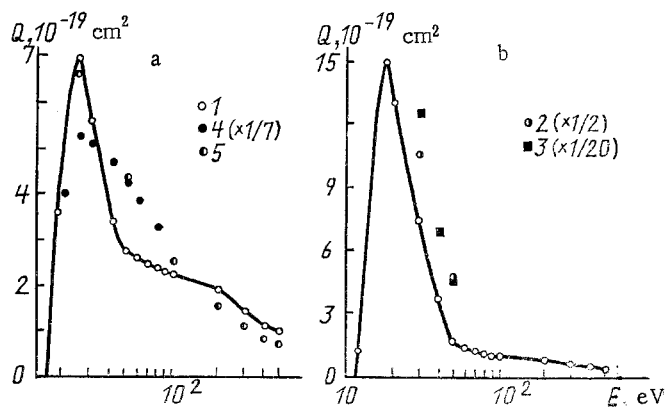 Q, 10⁻¹⁹ cm²
a
7
4
2
0
10²
○ 1
● 4 (×1/7)
◐ 5
Q, 10⁻¹⁹ cm²
b
15
9
6
3
1
0
10
10²
E, eV
◑ 2 (×1/2)
■ 3 (×1/20)